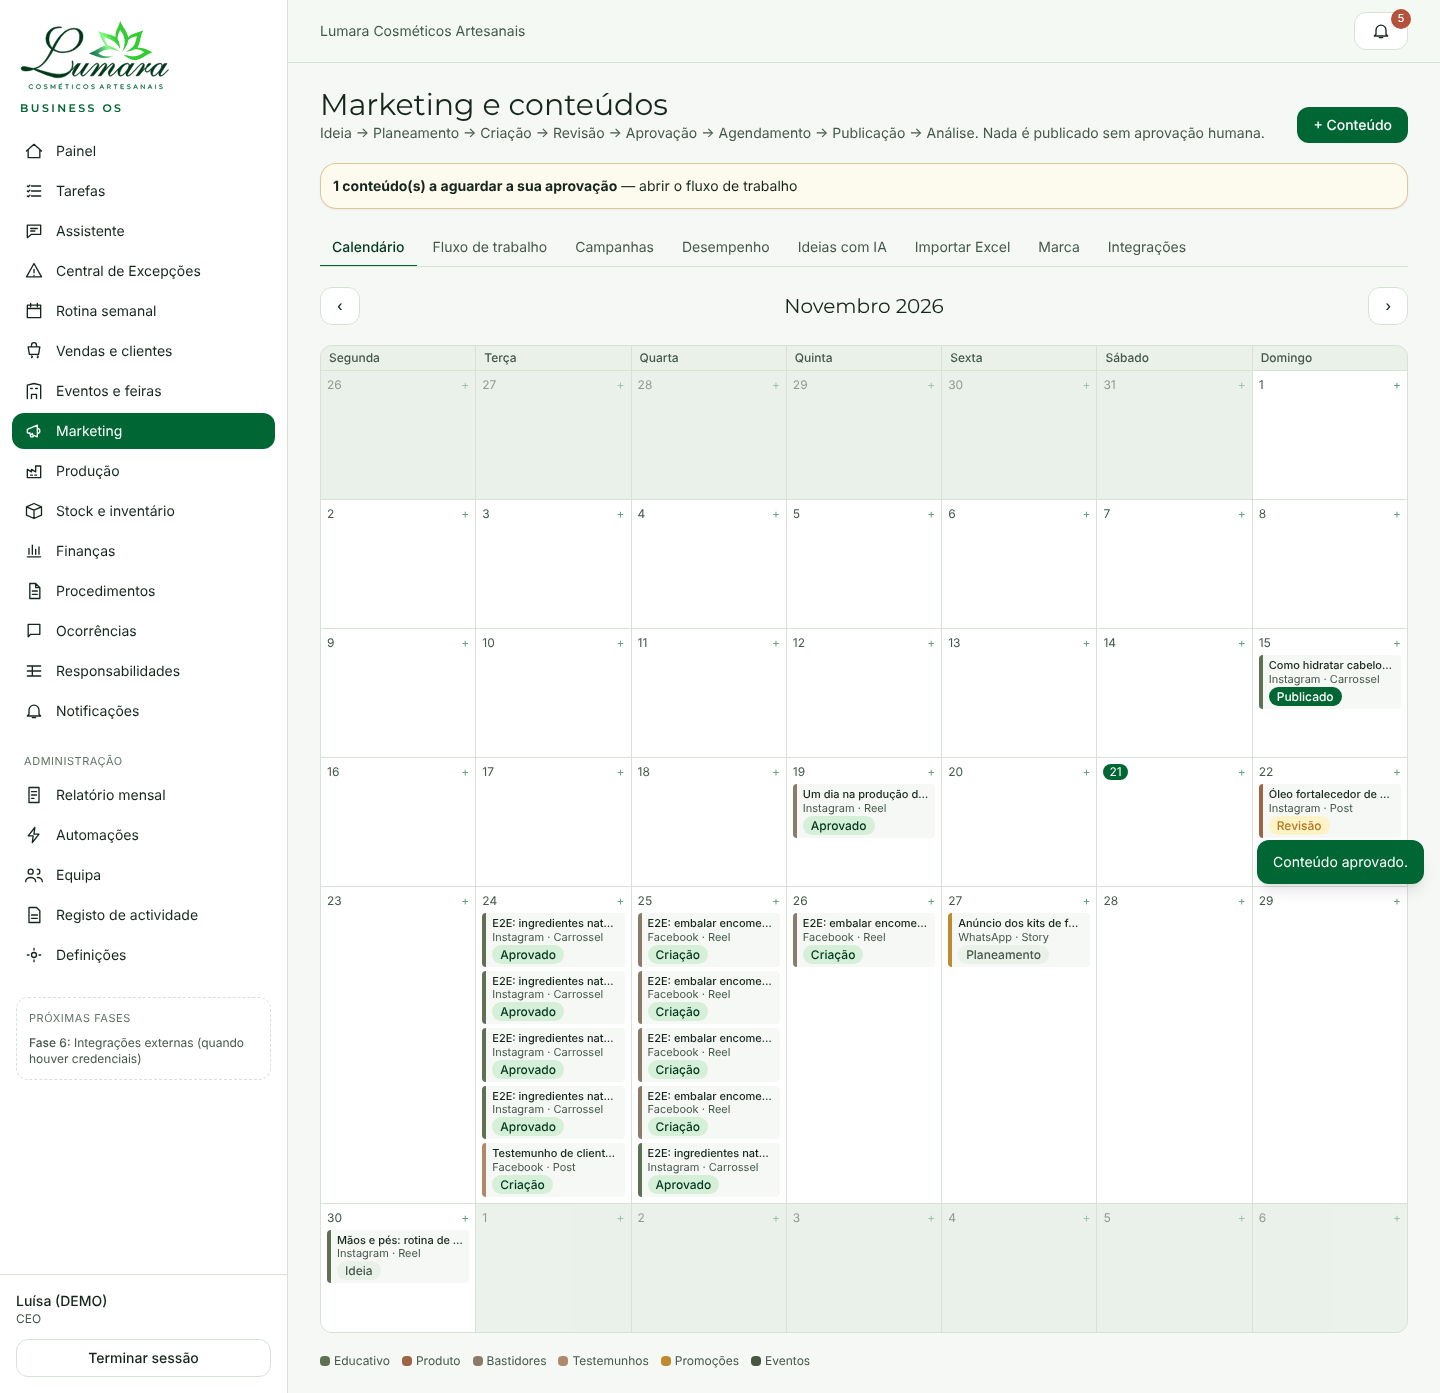 Lumara
COSMÉTICOS ARTESANAIS
BUSINESS OS
Painel
Tarefas
Assistente
Central de Excepções
Rotina semanal
Vendas e clientes
Eventos e feiras
Marketing
Produção
Stock e inventário
Finanças
Procedimentos
Ocorrências
Responsabilidades
Notificações
ADMINISTRAÇÃO
Relatório mensal
Automações
Equipa
Registo de actividade
Definições
PRÓXIMAS FASES
Fase 6: Integrações externas (quando
houver credenciais)
Luísa (DEMO)
CEO
Terminar sessão
Lumara Cosméticos Artesanais
5
Marketing e conteúdos
Ideia → Planeamento → Criação → Revisão → Aprovação → Agendamento → Publicação → Análise. Nada é publicado sem aprovação humana.
+ Conteúdo
1 conteúdo(s) a aguardar a sua aprovação — abrir o fluxo de trabalho
Calendário Fluxo de trabalho Campanhas Desempenho Ideias com IA Importar Excel Marca Integrações
‹ Novembro 2026 ›
Segunda Terça Quarta Quinta Sexta Sábado Domingo
26 + 27 + 28 + 29 + 30 + 31 + 1 +
2 + 3 + 4 + 5 + 6 + 7 + 8 +
9 + 10 + 11 + 12 + 13 + 14 + 15 +
Como hidratar cabelo...
Instagram · Carrossel
Publicado
16 + 17 + 18 + 19 + 20 + 21 + 22 +
Um dia na produção d...
Instagram · Reel
Aprovado
Óleo fortalecedor de ...
Instagram · Post
Revisão
Conteúdo aprovado.
23 + 24 + 25 + 26 + 27 + 28 + 29 +
E2E: ingredientes nat...
Instagram · Carrossel
Aprovado
E2E: ingredientes nat...
Instagram · Carrossel
Aprovado
E2E: ingredientes nat...
Instagram · Carrossel
Aprovado
E2E: ingredientes nat...
Instagram · Carrossel
Aprovado
Testemunho de client...
Facebook · Post
Criação
E2E: embalar encome...
Facebook · Reel
Criação
E2E: embalar encome...
Facebook · Reel
Criação
E2E: embalar encome...
Facebook · Reel
Criação
E2E: embalar encome...
Facebook · Reel
Criação
E2E: ingredientes nat...
Instagram · Carrossel
Aprovado
E2E: embalar encome...
Facebook · Reel
Criação
Anúncio dos kits de f...
WhatsApp · Story
Planeamento
30 + 1 + 2 + 3 + 4 + 5 + 6 +
Mãos e pés: rotina de ...
Instagram · Reel
Ideia
Educativo Produto Bastidores Testemunhos Promoções Eventos